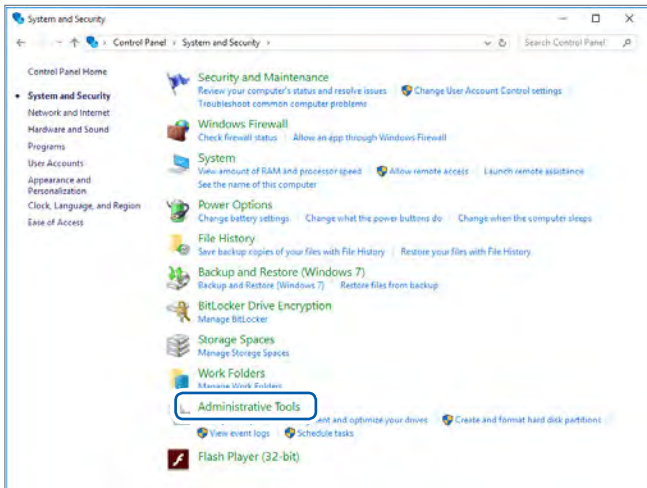 System and Security
Control Panel > System and Security >
Search Control Panel
Control Panel Home
System and Security
Network and Internet
Hardware and Sound
Programs
User Accounts
Appearance and
Personalization
Clock, Language, and Region
Ease of Access
Security and Maintenance
Review your computer's status and resolve issues Change User Account Control settings
Troubleshoot common computer problems
Windows Firewall
Check firewall status Allow an app through Windows Firewall
System
View amount of RAM and processor speed Allow remote access Launch remote assistance
See the name of this computer
Power Options
Change battery settings Change what the power buttons do Change when the computer sleeps
File History
Save backup copies of your files with File History Restore your files with File History
Backup and Restore (Windows 7)
Backup and Restore (Windows 7) Restore files from backup
BitLocker Drive Encryption
Manage BitLocker
Storage Spaces
Manage Storage Spaces
Work Folders
Manage Work Folders
Administrative Tools
and optimize your drives Create and format hard disk partitions
View event logs Schedule tasks
Flash Player (32-bit)